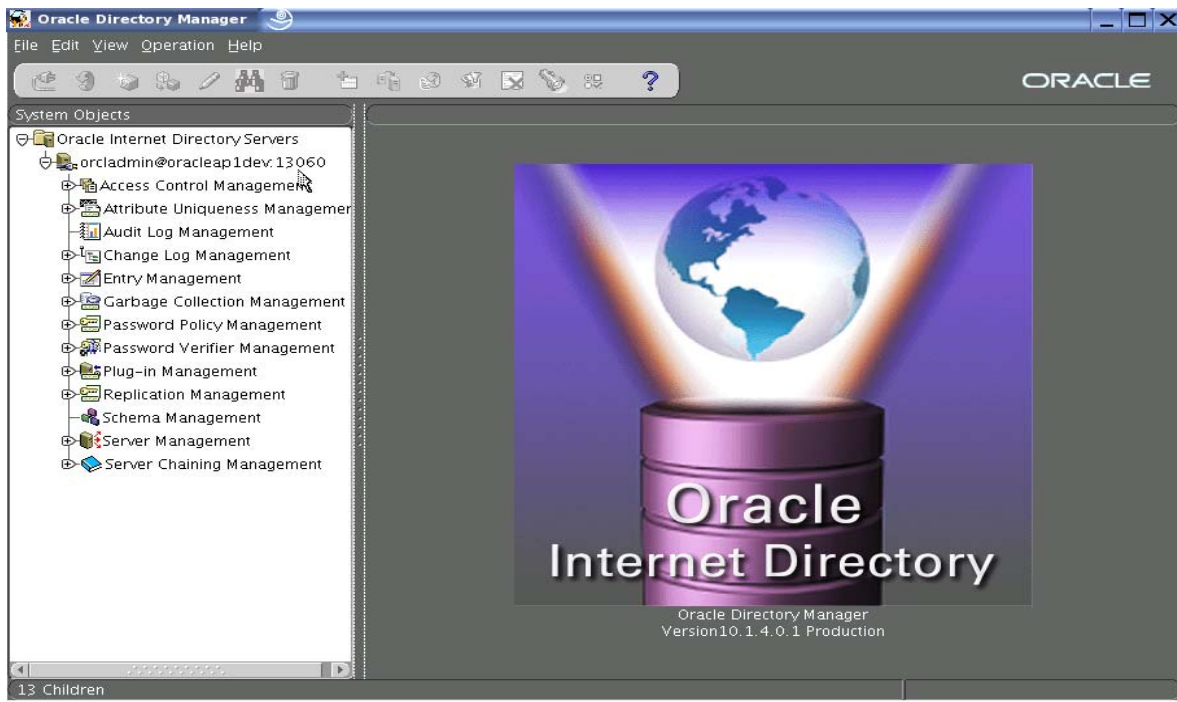 Oracle Directory Manager
File Edit View Operation Help
ORACLE
System Objects
Oracle Internet Directory Servers
orcladmin@oracleap1dev:13060
Access Control Management
Attribute Uniqueness Managemer
Audit Log Management
Change Log Management
Entry Management
Garbage Collection Management
Password Policy Management
Password Verifier Management
Plug-in Management
Replication Management
Schema Management
Server Management
Server Chaining Management
Oracle
Internet Directory
Oracle Directory Manager
Version10.1.4.0.1 Production
13 Children